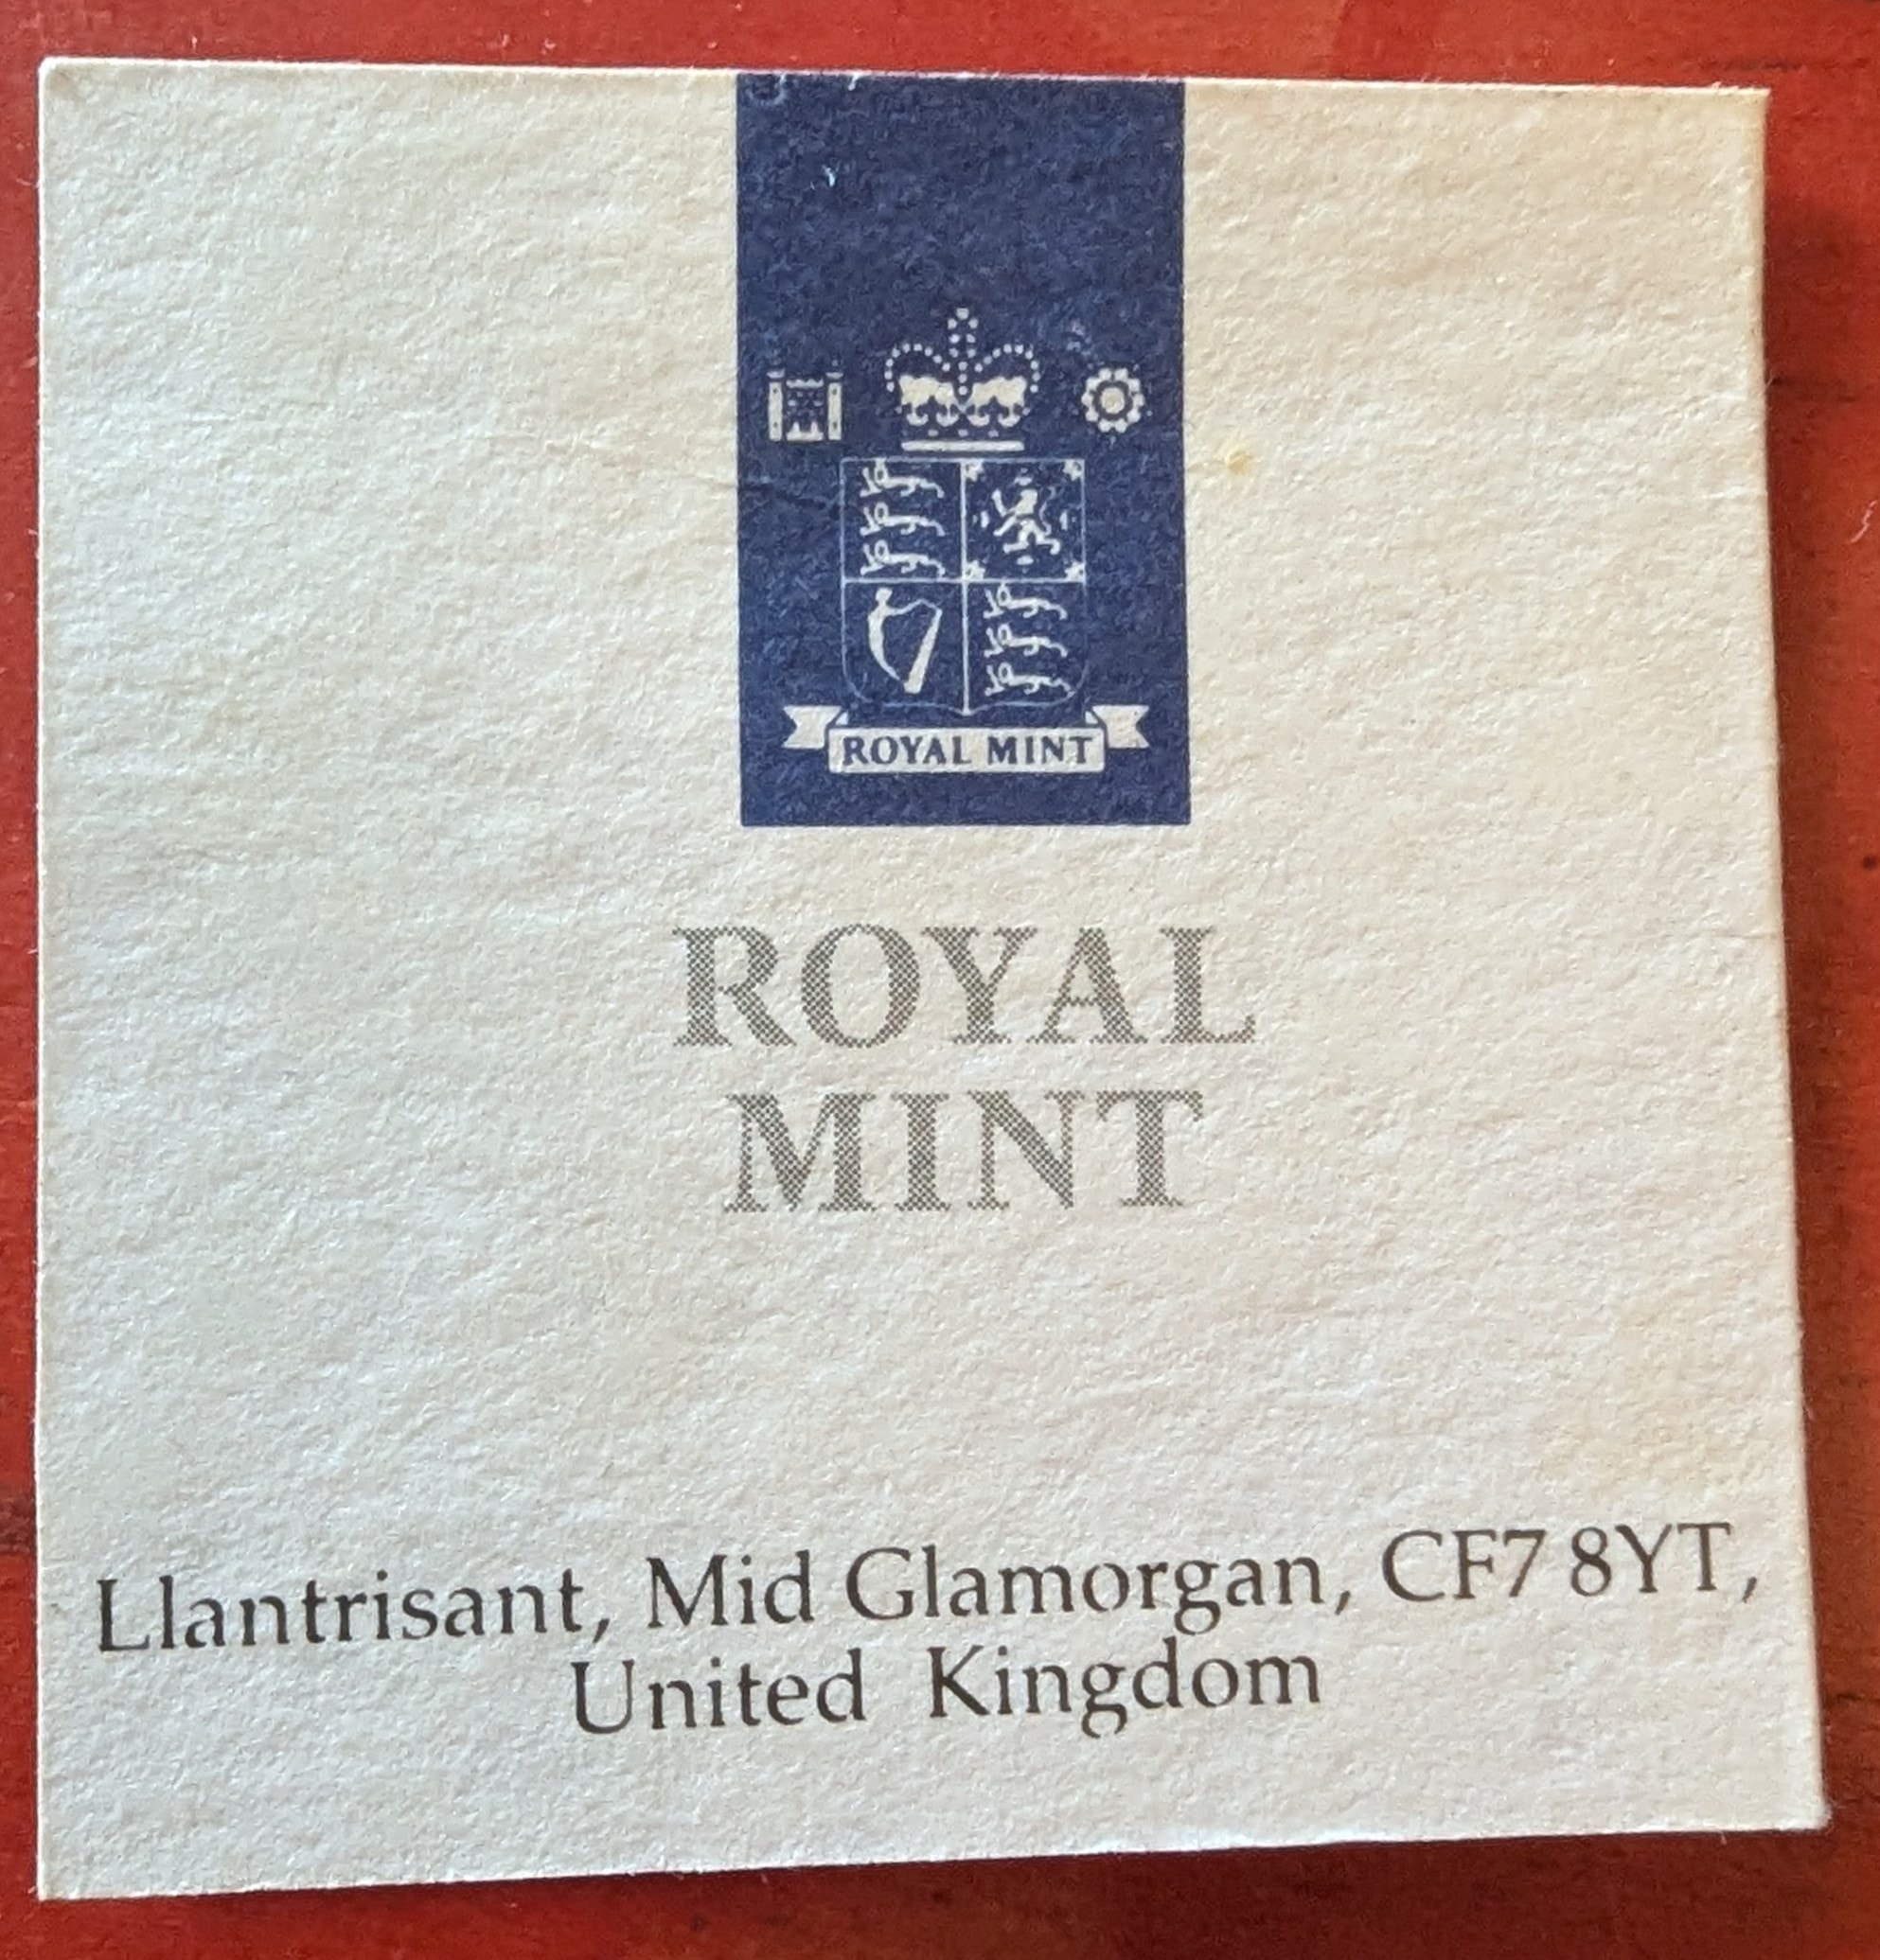 ROYAL MINT
ROYAL
MINT
Llantrisant, Mid Glamorgan, CF7 8YT,
United Kingdom